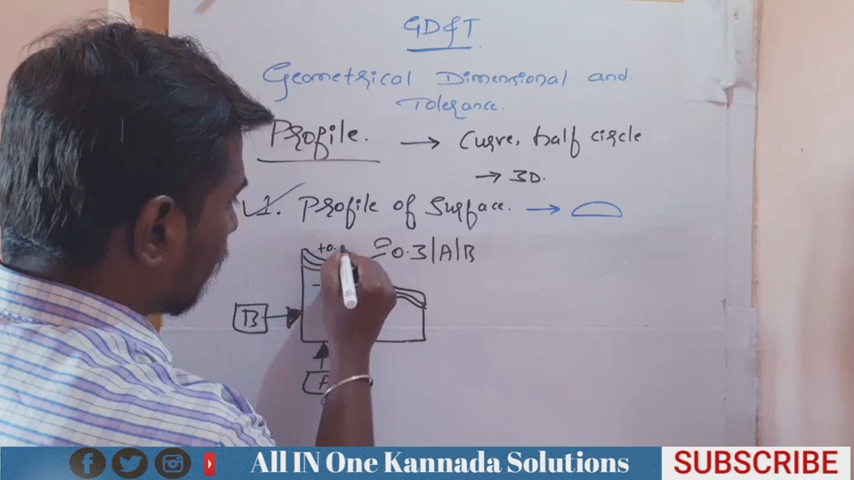 GD&T
Geometrical Dimensional and
Tolerance.
Profile. → Curve, half circle
→ 3D.
1. Profile of Surface. →
+0. 0.3|A|B
B
All IN One Kannada Solutions
SUBSCRIBE